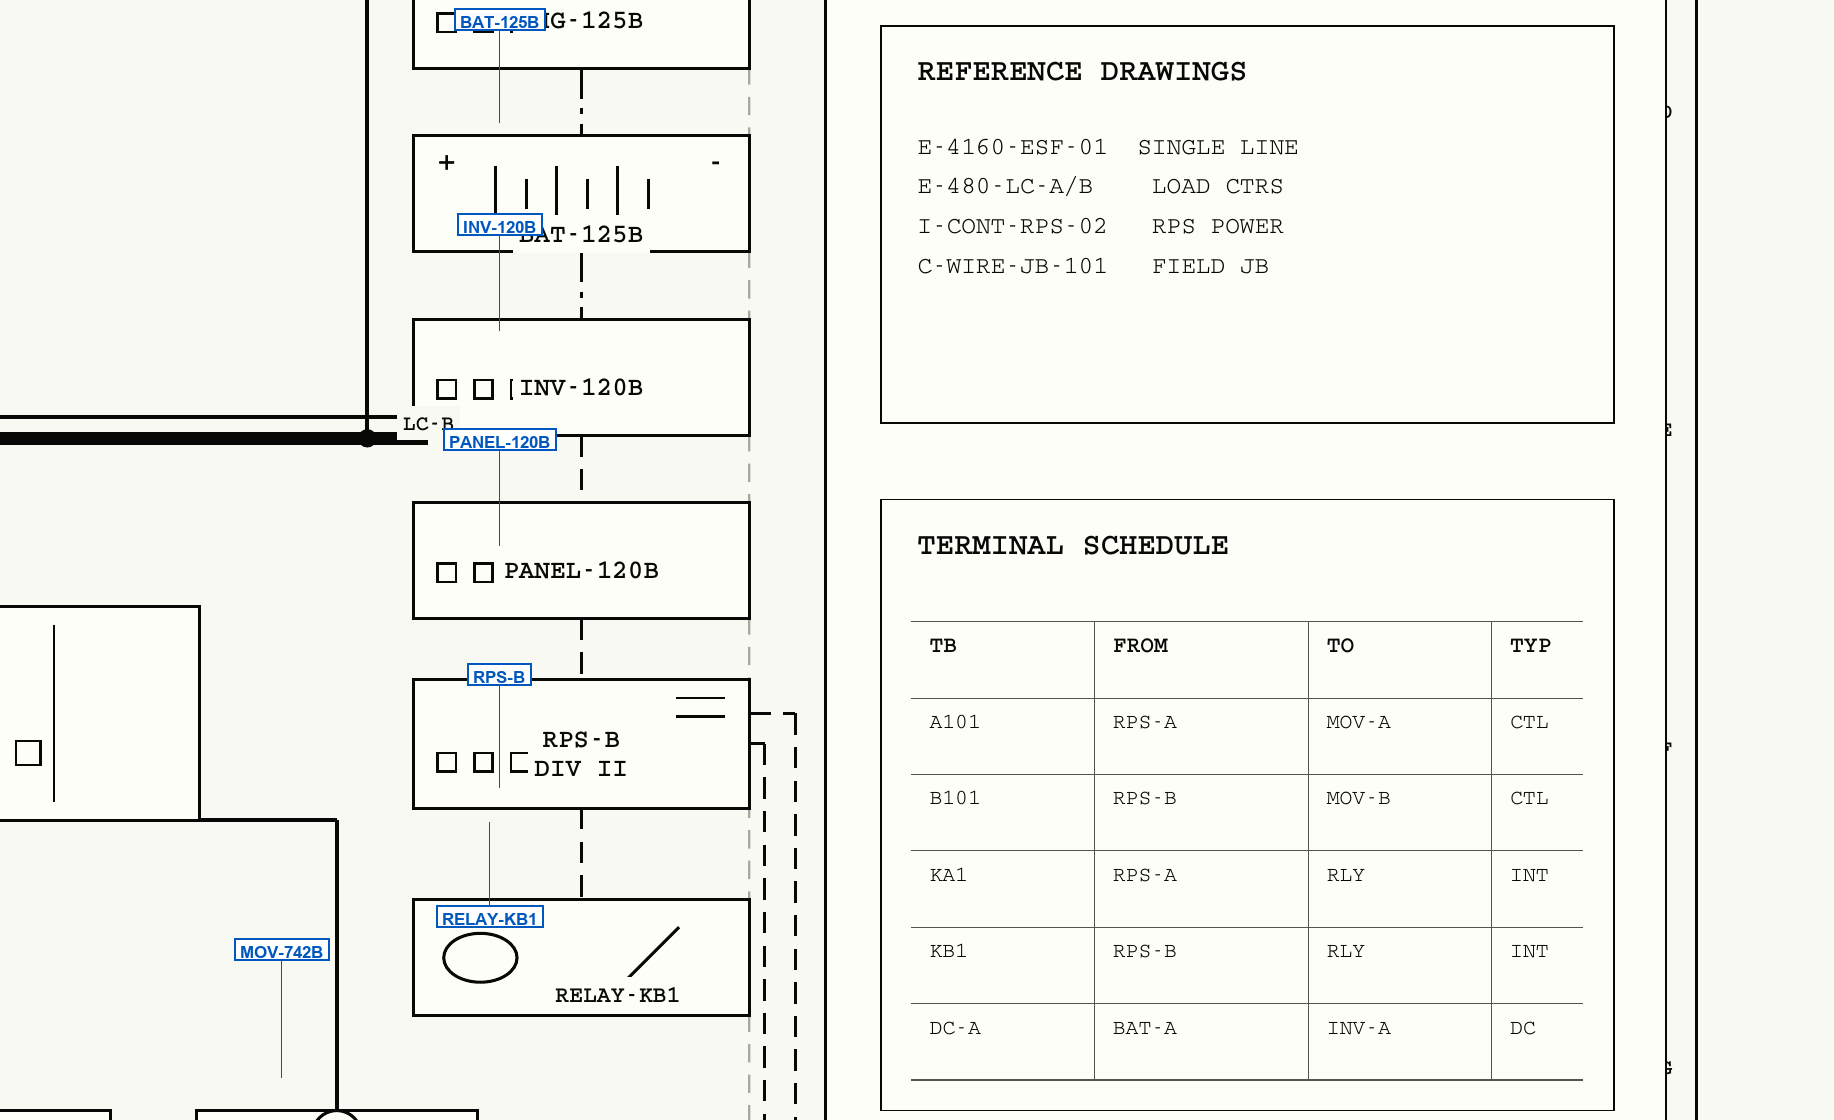 BAT-125B
G-125B
+ -
INV-120B
BAT-125B
INV-120B
LC-B
PANEL-120B
PANEL-120B
RPS-B
RPS-B
DIV II
RELAY-KB1
MOV-742B
RELAY-KB1
REFERENCE DRAWINGS
E-4160-ESF-01 SINGLE LINE
E-480-LC-A/B LOAD CTRS
I-CONT-RPS-02 RPS POWER
C-WIRE-JB-101 FIELD JB
TERMINAL SCHEDULE
TB FROM TO TYP
A101 RPS-A MOV-A CTL
B101 RPS-B MOV-B CTL
KA1 RPS-A RLY INT
KB1 RPS-B RLY INT
DC-A BAT-A INV-A DC